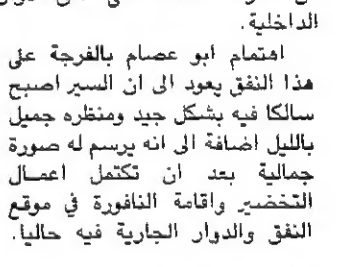 الداخلية.
اهتمام ابو عصام بالفرجة على
هذا النفق يعود الى ان السير اصبح
سالكا فيه بشكل جيد ومنظره جميل
بالليل اضافة الى انه يرسم له صورة
جمالية بعد ان تكتمل اعمال
التخضير واقامة النافورة في موقع
النفق والدوار الجارية فيه حاليا.